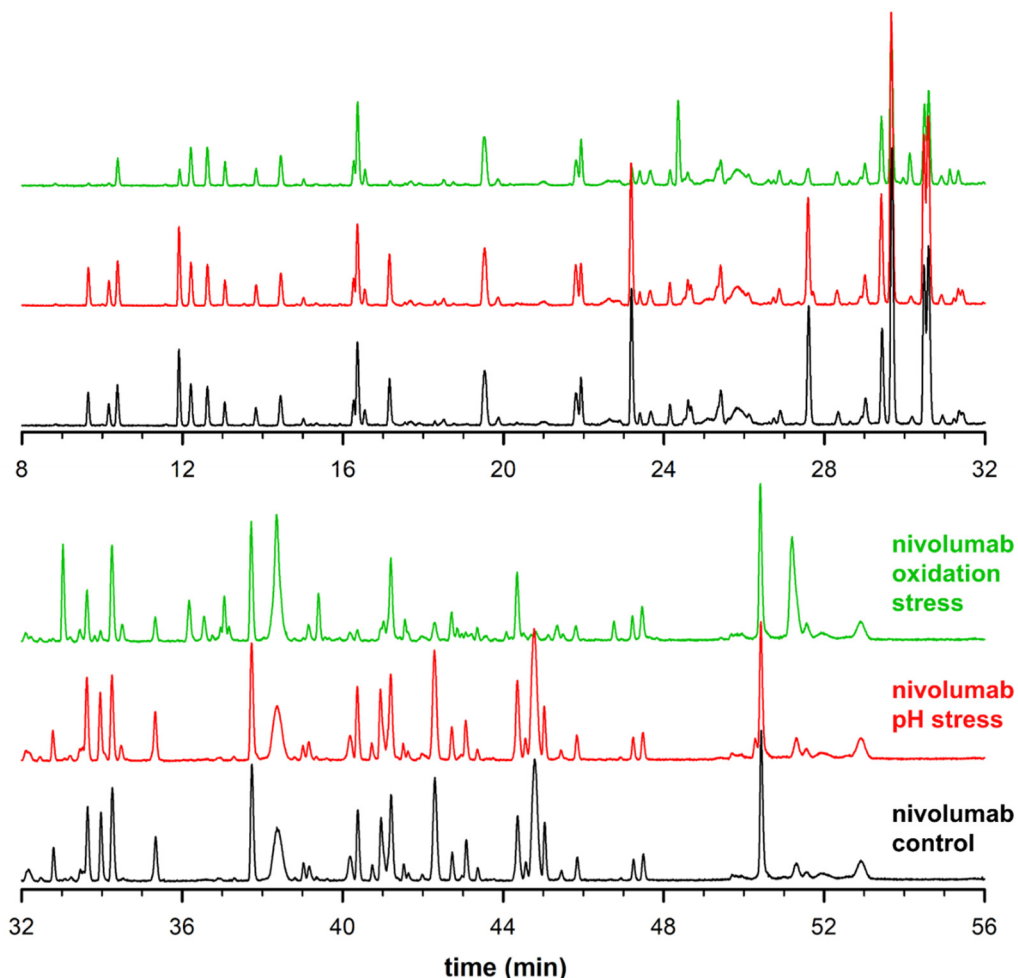 8 12 16 20 24 28 32
nivolumab
oxidation
stress
nivolumab
pH stress
nivolumab
control
32 36 40 44 48 52 56
time (min)